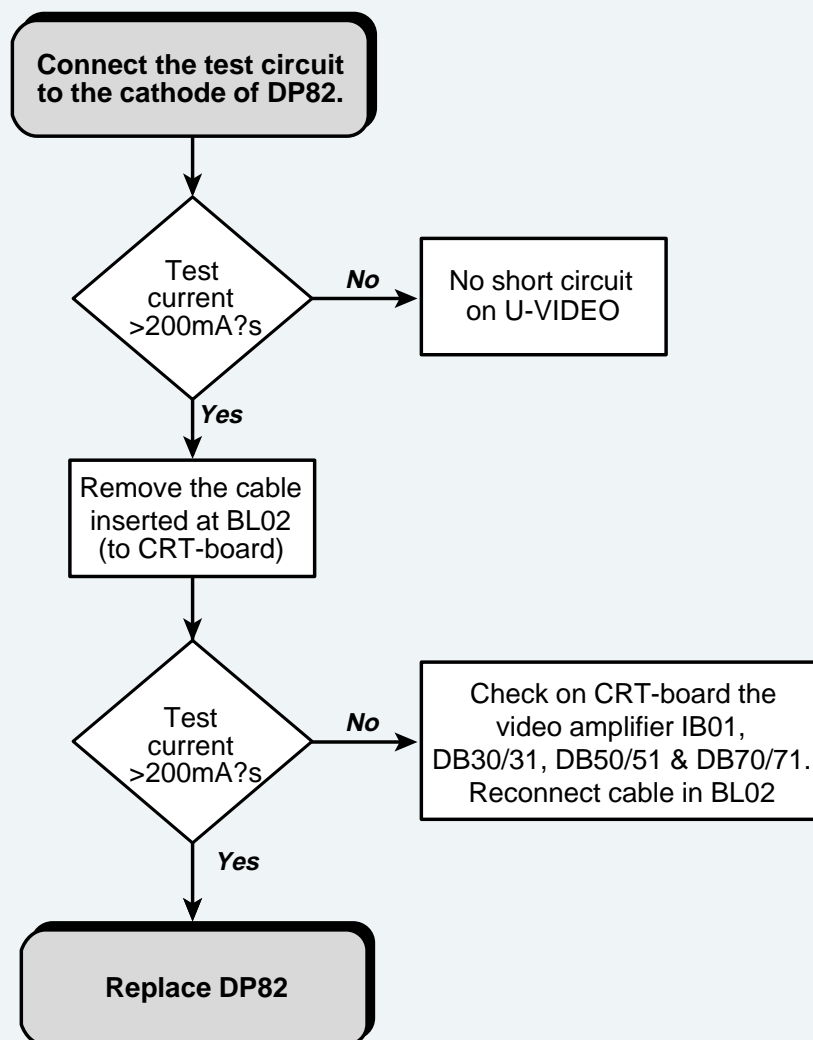 Connect the test circuit
to the cathode of DP82.
Test
current
>200mA?s
No
No short circuit
on U-VIDEO
Yes
Remove the cable
inserted at BL02
(to CRT-board)
Test
current
>200mA?s
No
Check on CRT-board the
video amplifier IB01,
DB30/31, DB50/51 & DB70/71.
Reconnect cable in BL02
Yes
Replace DP82